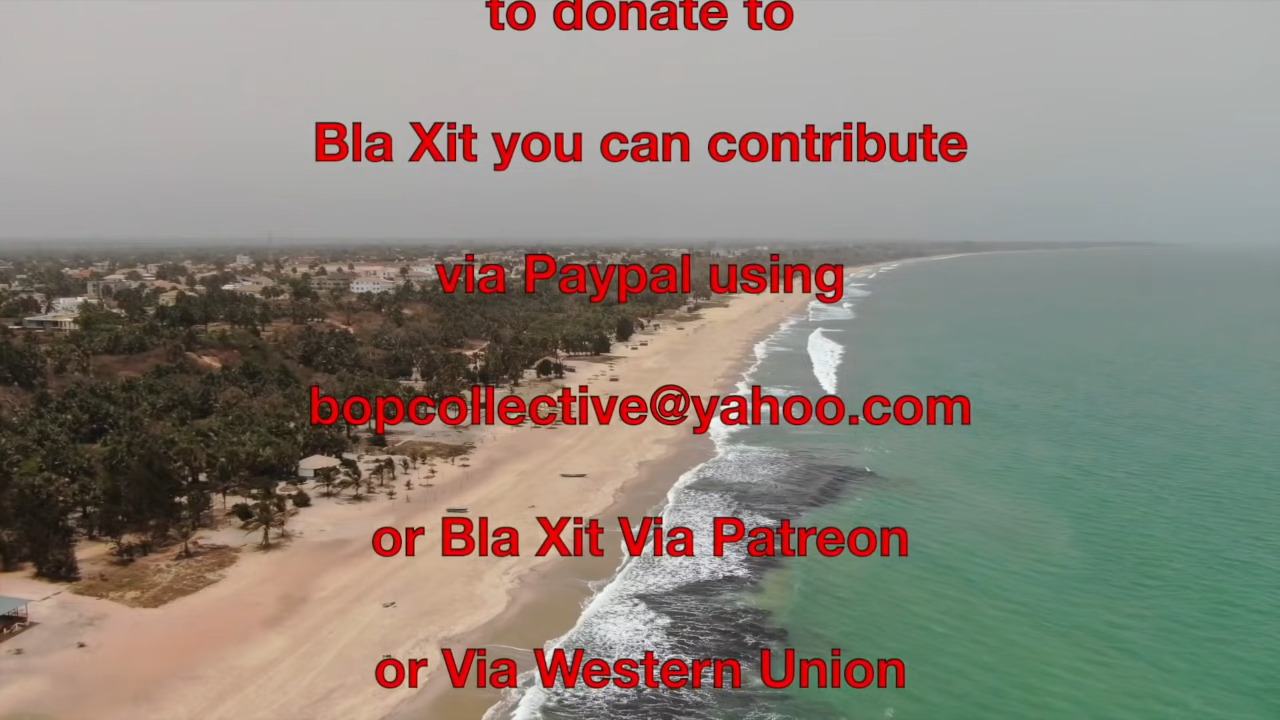 to donate to
Bla Xit you can contribute
via Paypal using
bopcollective@yahoo.com
or Bla Xit Via Patreon
or Via Western Union